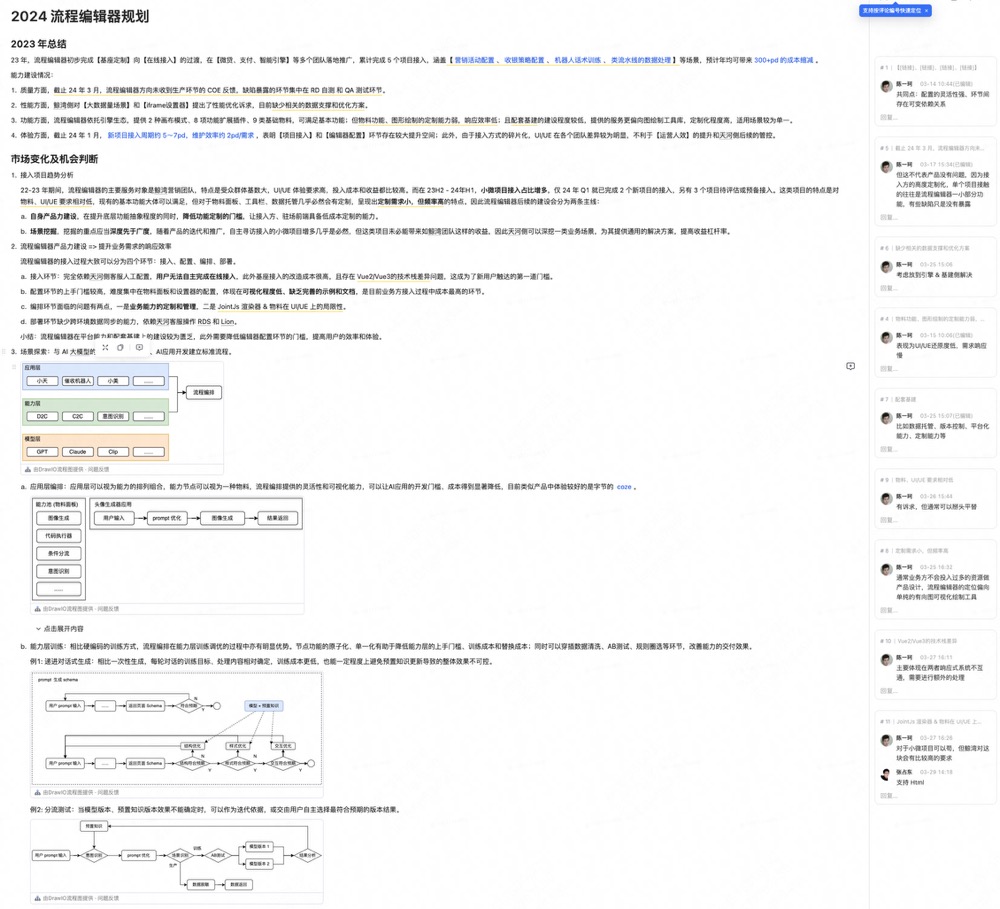 支持按评论编号快速定位 ×
2024 流程编辑器规划
2023 年总结
23 年，流程编辑器初步完成【基座定制】向【在线接入】的过渡，在【微贷、支付、智能引擎】等多个团队落地推广，累计完成 5 个项目接入，涵盖【营销活动配置 、收银策略配置 、机器人话术训练 、类流水线的数据处理】等场景，预计年均可带来 300+pd 的成本缩减 。
能力建设情况：
1. 质量方面，截止 24 年 3 月，流程编辑器方向未收到生产环节的 COE 反馈，缺陷暴露的环节集中在 RD 自测 和 QA 测试环节。
2. 性能方面，鲸湾侧对【大数据量场景】和【iframe设置器】提出了性能优化诉求，目前缺少相关的数据支撑和优化方案。
3. 功能方面，流程编辑器依托引擎生态，提供 2 种画布模式、8 项功能扩展插件、9 类基础物料，可满足基本功能；但物料功能、图形绘制的定制能力弱，响应效率低；且配套基建的建设程度较低，提供的服务更偏向图绘制工具库，定制化程度高，适用场景较为单一。
4. 体验方面，截止 24 年 1 月，新项目接入周期约 5～7pd，维护效率约 2pd/需求 ，表明【项目接入】和【编辑器配置】环节存在较大提升空间；此外，由于接入方式的碎片化，UI/UE 在各个团队差异较为明显，不利于【运营人效】的提升和天河侧后续的管控。
市场变化及机会判断
1. 接入项目趋势分析
22-23 年期间，流程编辑器的主要服务对象是鲸湾营销团队，特点是受众群体基数大，UI/UE 体验要求高，投入成本和收益都比较高。而在 23H2 - 24年H1，小微项目接入占比增多，仅 24 年 Q1 就已完成 2 个新项目的接入，另有 3 个项目待评估或预备接入。这类项目的特点是对
物料、UI/UE 要求相对低，现有的基本功能大体可以满足，但对于物料面板、工具栏、数据托管几乎必然会有定制，呈现出定制需求小，但频率高的特点，因此流程编辑器后续的建设会分为两条主线：
a. 自身产品力建设，在提升底层功能抽象程度的同时，降低功能定制的门槛，让接入方、驻场前端具备低成本定制的能力。
b. 场景挖掘，挖掘的重点应当深度先于广度，随着产品的迭代和推广，自主寻访接入的小微项目增多几乎是必然，但这类项目未必能带来如鲸湾团队这样的收益，因此天河侧可以深挖一类业务场景，为其提供通用的解决方案，提高收益杠杆率。
2. 流程编辑器产品力建设 => 提升业务需求的响应效率
流程编辑器的接入过程大致可以分为四个环节：接入、配置、编排、部署。
a. 接入环节：完全依赖天河侧客服人工配置，用户无法自主完成在线接入，此外基座接入的改造成本很高，且存在 Vue2/Vue3的技术栈差异问题，这成为了新用户触达的第一道门槛。
b. 配置环节的上手门槛较高，难度集中在物料面板和设置器的配置，体现在可视化程度低、缺乏完善的示例和文档，是目前业务方接入过程中成本最高的环节。
c. 编排环节面临的问题有两点，一是业务能力的定制和管理，二是 JointJs 渲染器 & 物料在 UI/UE 上的局限性。
d. 部署环节缺少跨环境数据同步的能力，依赖天河客服操作 RDS 和 Lion。
小结：流程编辑器在平台能力和配套基建上的建设较为匮乏，此外需要降低编辑器配置环节的门槛，提高用户的效率和体验。
3. 场景探索：与 AI 大模型的 ，AI应用开发建立标准流程。
应用层
小天 催收机器人 小美 ......
流程编排
能力层
D2C C2C 意图识别 ......
模型层
GPT Claude Clip ......
由DrawIO流程图提供 · 问题反馈
a. 应用层编排：应用层可以视为能力的排列组合，能力节点可以视为一种物料，流程编排提供的灵活性和可视化能力，可以让AI应用的开发门槛、成本得到显著降低，目前类似产品中体验较好的是字节的 coze 。
能力池 (物料面板)
图像生成
代码执行器
条件分流
意图识别
......
头像生成器应用
用户输入 prompt 优化 图像生成 结果返回
由DrawIO流程图提供 · 问题反馈
点击展开内容
b. 能力层训练：相比硬编码的训练方式，流程编排在能力层训练调优的过程中亦有明显优势。节点功能的原子化、单一化有助于降低能力层的上手门槛、训练成本和替换成本；同时可以穿插数据清洗、AB测试、规则圈选等环节，改善能力的交付效果。
例1: 递进对话式生成：相比一次性生成，每轮对话的训练目标、处理内容相对确定，训练成本更低、也能一定程度上避免预置知识更新导致的整体效果不可控。
prompt 生成 schema
用户 prompt 输入 ...... 返回页面 Schema 符合预期 N Y
模型 + 预置知识
结构优化 样式优化 交互优化
N N N
用户 prompt 输入 ...... 返回页面 Schema 结构符合预期 样式符合预期 交互符合预期
Y Y Y
由DrawIO流程图提供 · 问题反馈
例2: 分流测试：当模型版本、预置知识版本效果不能确定时，可以作为迭代依据，或交由用户自主选择最符合预期的版本结果。
预置知识
用户 prompt 输入 意图识别 prompt 优化 场景识别 训练 AB测试 模型版本 1 模型版本 2 结果分析
生产
数据脱敏 数据返回
由DrawIO流程图提供 · 问题反馈
#1 | 【[链接]、[链接]、[链接]、[链接]】
陈一珂 03-14 10:44(已编辑)
共同点：配置的灵活性强、环节间存在可变依赖关系
回复...
#5 | 截止 24 年 3 月，流程编辑器方向未...
陈一珂 03-17 15:34(已编辑)
但这不代表产品没有问题，因为接入方的高度定制化，单个项目接触的往往是流程编辑器一小部分功能，有些缺陷只是没有暴露
回复...
#6 | 缺少相关的数据支撑和优化方案
陈一珂 03-25 15:06
考虑放到引擎 & 基建侧解决
回复...
#4 | 物料功能、图形绘制的定制能力弱，...
陈一珂 03-15 10:06(已编辑)
表现为UI/UE还原度低，需求响应慢
回复...
#7 | 配套基建
陈一珂 03-25 15:07(已编辑)
比如数据托管、版本控制、平台化能力、定制能力等
回复...
#9 | 物料、UI/UE 要求相对低
陈一珂 03-26 15:44
有诉求，但通常可以想头平替
回复...
#8 | 定制需求小，但频率高
陈一珂 03-25 16:32
通常业务方不会投入过多的资源做产品设计，流程编辑器的定位偏向单纯的有向图可视化绘制工具
回复...
#10 | Vue2/Vue3的技术栈差异
陈一珂 03-27 16:11
主要体现在两者响应式系统不互通，需要进行额外的处理
回复...
#11 | JointJs 渲染器 & 物料在 UI/UE 上...
陈一珂 03-27 16:26
对于小微项目可以苟，但鲸湾对这块会有比较高的要求
张占东 03-29 14:18
支持 Html
回复...